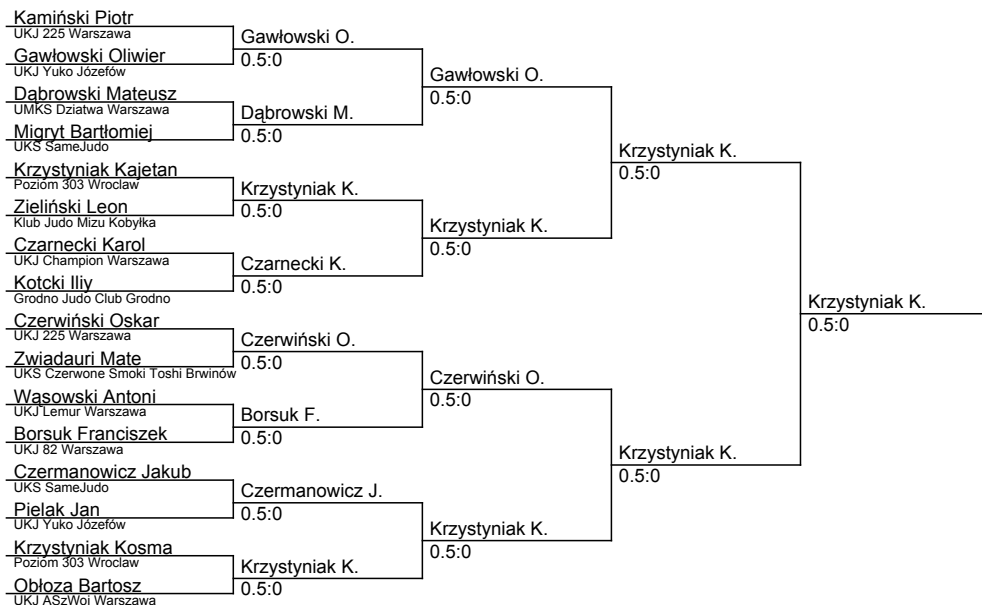 Kamiński Piotr
UKJ 225 Warszawa
Gawłowski Oliwier
UKJ Yuko Józefów
Dąbrowski Mateusz
UMKS Dziatwa Warszawa
Migryt Bartłomiej
UKS SameJudo
Krzystyniak Kajetan
Poziom 303 Wroclaw
Zieliński Leon
Klub Judo Mizu Kobyłka
Czarnecki Karol
UKJ Champion Warszawa
Kotcki Iliy
Grodno Judo Club Grodno
Czerwiński Oskar
UKJ 225 Warszawa
Zwiadauri Mate
UKS Czerwone Smoki Toshi Brwinów
Wąsowski Antoni
UKJ Lemur Warszawa
Borsuk Franciszek
UKJ 82 Warszawa
Czermanowicz Jakub
UKS SameJudo
Pielak Jan
UKJ Yuko Józefów
Krzystyniak Kosma
Poziom 303 Wroclaw
Obłoza Bartosz
UKJ ASzWoj Warszawa
Gawłowski O.
0.5:0
Dąbrowski M.
0.5:0
Krzystyniak K.
0.5:0
Czarnecki K.
0.5:0
Czerwiński O.
0.5:0
Borsuk F.
0.5:0
Czermanowicz J.
0.5:0
Krzystyniak K.
0.5:0
Gawłowski O.
0.5:0
Krzystyniak K.
0.5:0
Czerwiński O.
0.5:0
Krzystyniak K.
0.5:0
Krzystyniak K.
0.5:0
Krzystyniak K.
0.5:0
Krzystyniak K.
0.5:0